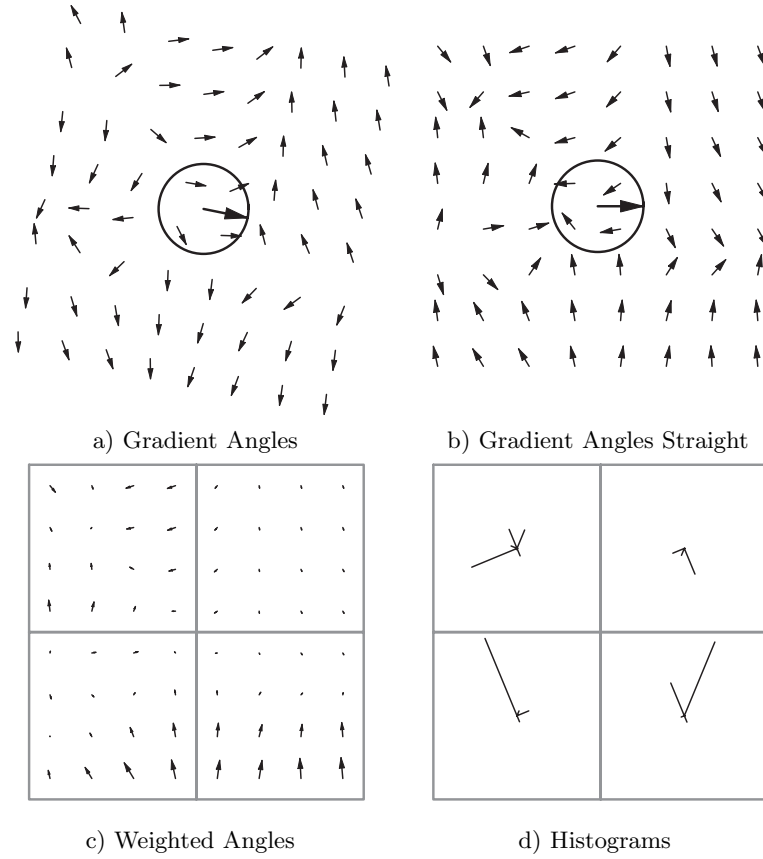 a) Gradient Angles
b) Gradient Angles Straight
c) Weighted Angles
d) Histograms